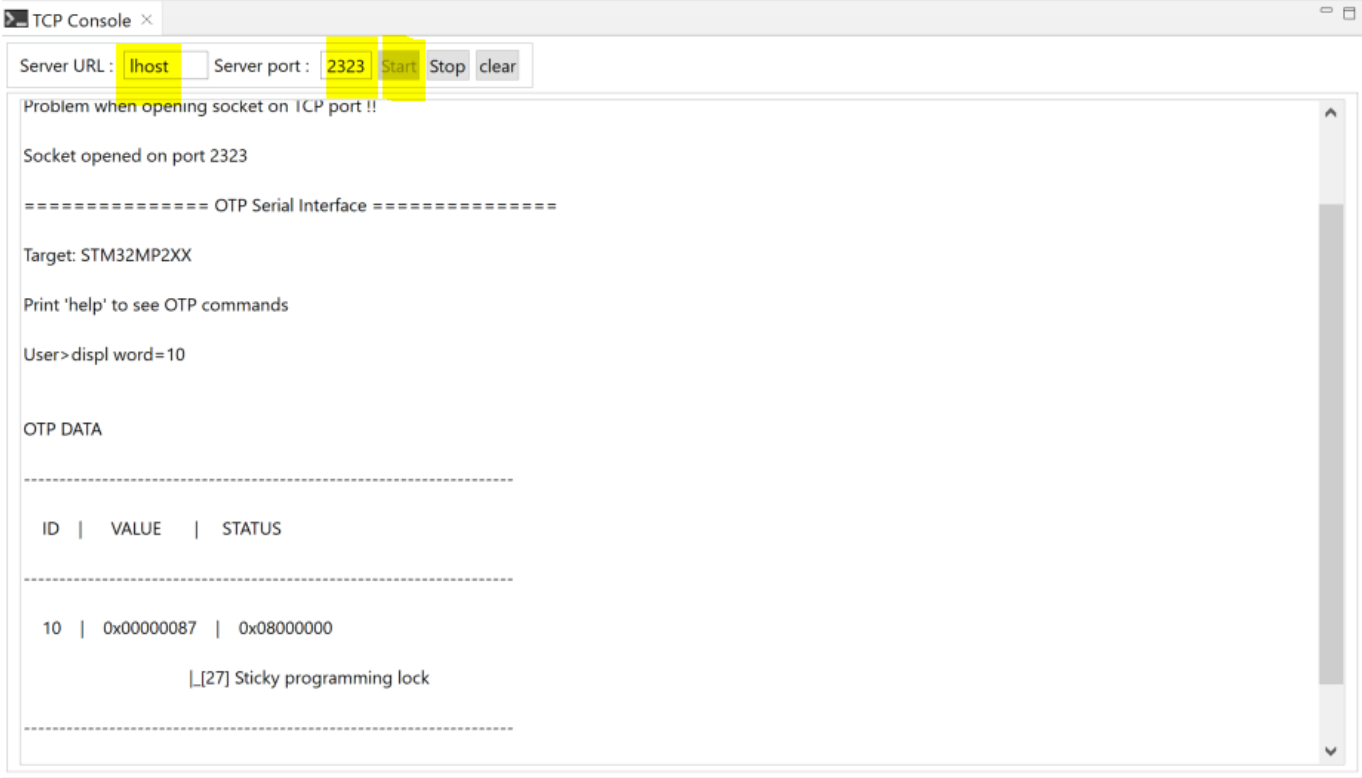 TCP Console
Server URL : lhost Server port : 2323 Start Stop clear
Problem when opening socket on TCP port !!
Socket opened on port 2323
=============== OTP Serial Interface ===============
Target: STM32MP2XX
Print 'help' to see OTP commands
User>displ word=10
OTP DATA
--------------------------------------------------------------------
ID | VALUE | STATUS
--------------------------------------------------------------------
10 | 0x00000087 | 0x08000000
|_[27] Sticky programming lock
--------------------------------------------------------------------